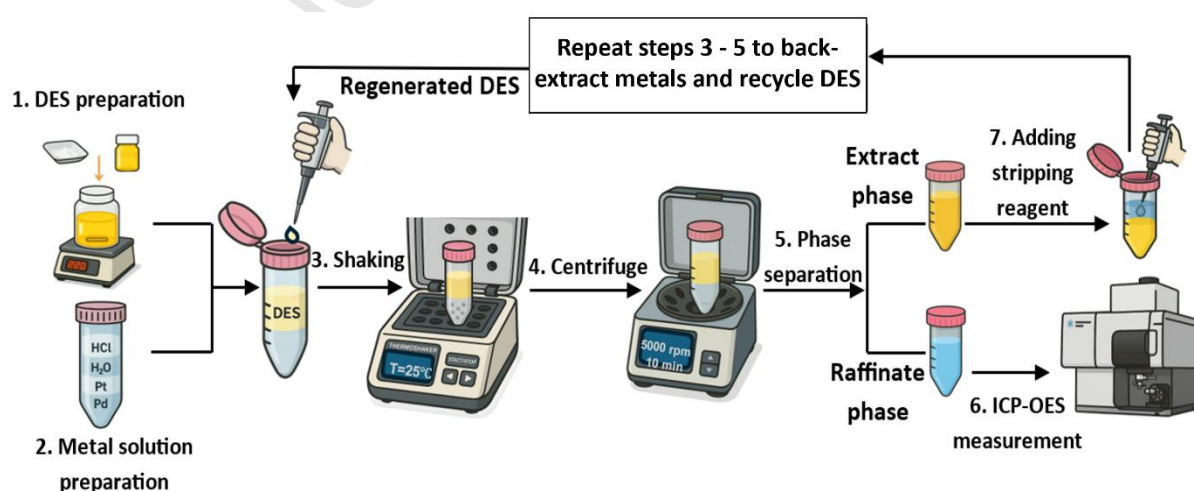 Repeat steps 3 - 5 to back-
extract metals and recycle DES
Regenerated DES
1. DES preparation
220
HCl
H₂O
Pt
Pd
2. Metal solution
preparation
DES
3. Shaking
THERMOSHAKER
START/STOP
T=25°C
4. Centrifuge
5000 rpm
10 min
5. Phase
separation
Extract
phase
7. Adding
stripping
reagent
Raffinate
phase
6. ICP-OES
measurement